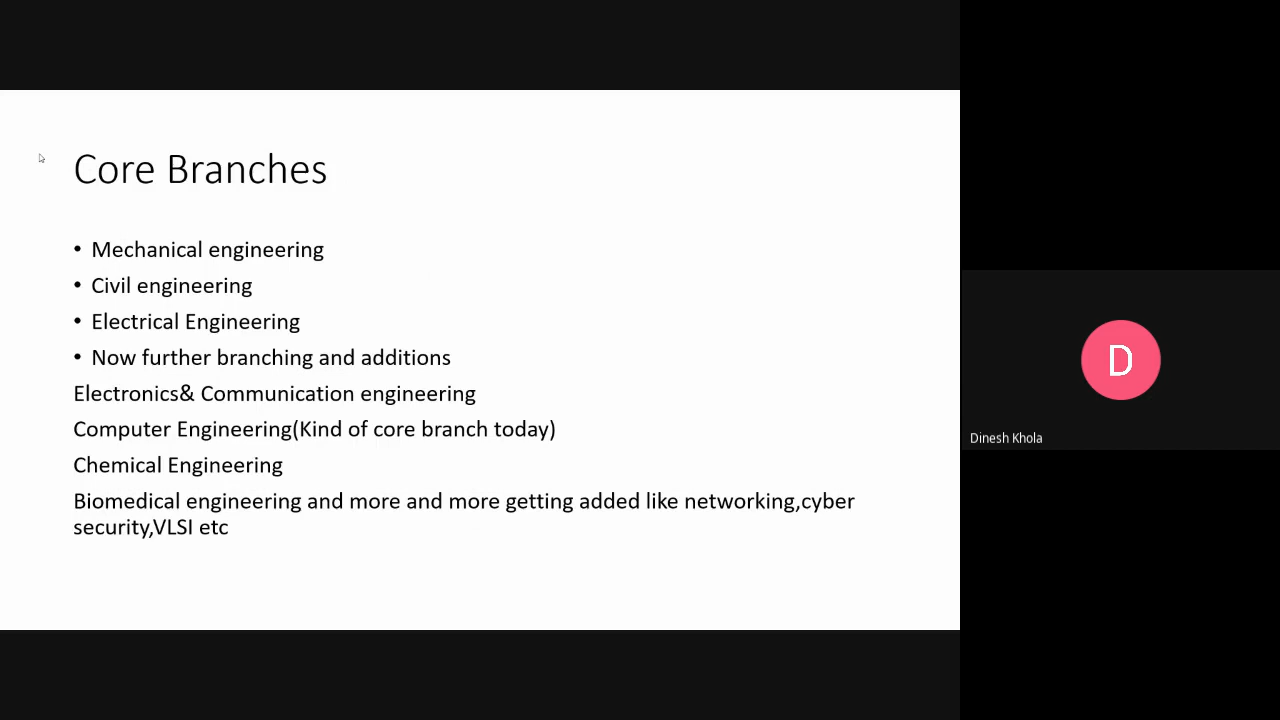 Core Branches
• Mechanical engineering
• Civil engineering
• Electrical Engineering
• Now further branching and additions
Electronics& Communication engineering
Computer Engineering(Kind of core branch today)
Chemical Engineering
Biomedical engineering and more and more getting added like networking,cyber
security,VLSI etc
D
Dinesh Khola